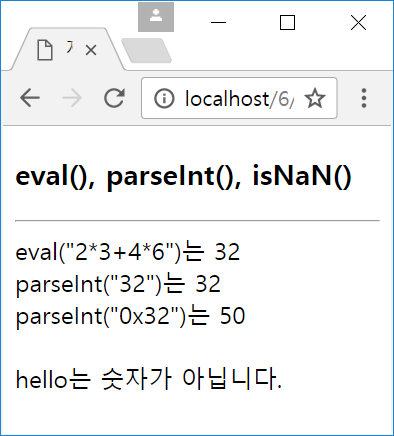 localhost/6/
eval(), parseInt(), isNaN()
eval("2*3+4*6")는 32
parseInt("32")는 32
parseInt("0x32")는 50
hello는 숫자가 아닙니다.